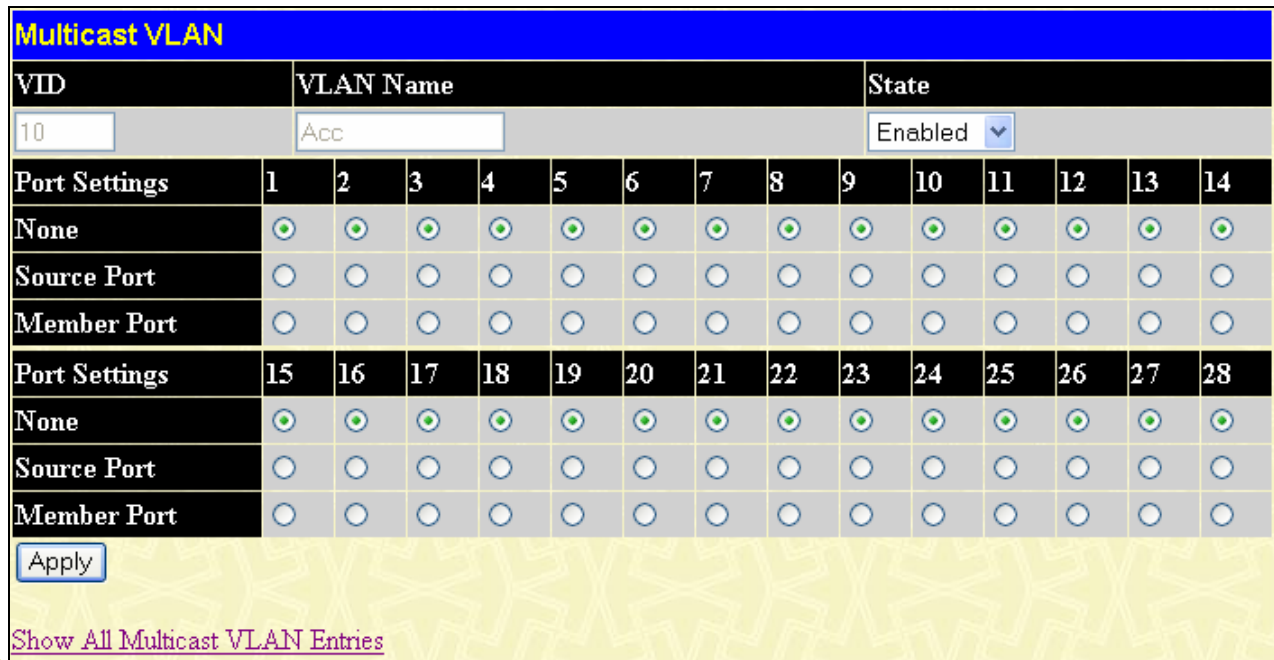 Multicast VLAN
VID VLAN Name State
10 Acc Enabled
Port Settings 1 2 3 4 5 6 7 8 9 10 11 12 13 14
None
Source Port
Member Port
Port Settings 15 16 17 18 19 20 21 22 23 24 25 26 27 28
None
Source Port
Member Port
Apply
Show All Multicast VLAN Entries